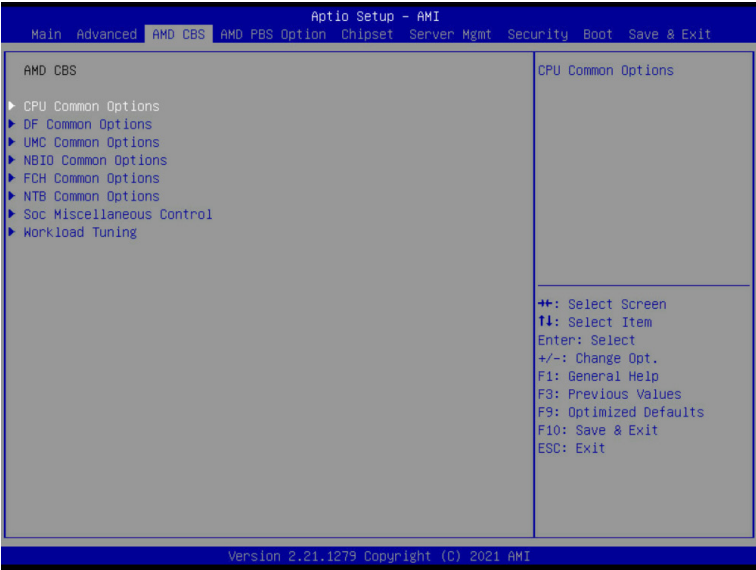 Aptio Setup - AMI
Main Advanced AMD CBS AMD PBS Option Chipset Server Mgmt Security Boot Save & Exit
AMD CBS
CPU Common Options
DF Common Options
UMC Common Options
NBIO Common Options
FCH Common Options
NTB Common Options
Soc Miscellaneous Control
Workload Tuning
CPU Common Options
→←: Select Screen
↑↓: Select Item
Enter: Select
+/-: Change Opt.
F1: General Help
F3: Previous Values
F9: Optimized Defaults
F10: Save & Exit
ESC: Exit
Version 2.21.1279 Copyright (C) 2021 AMI